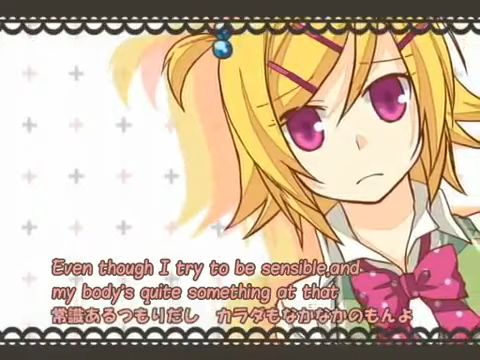 Even though I try to be sensible,and
my body's quite something at that
常識あるつもりだし　カラダもなかなかのもんよ